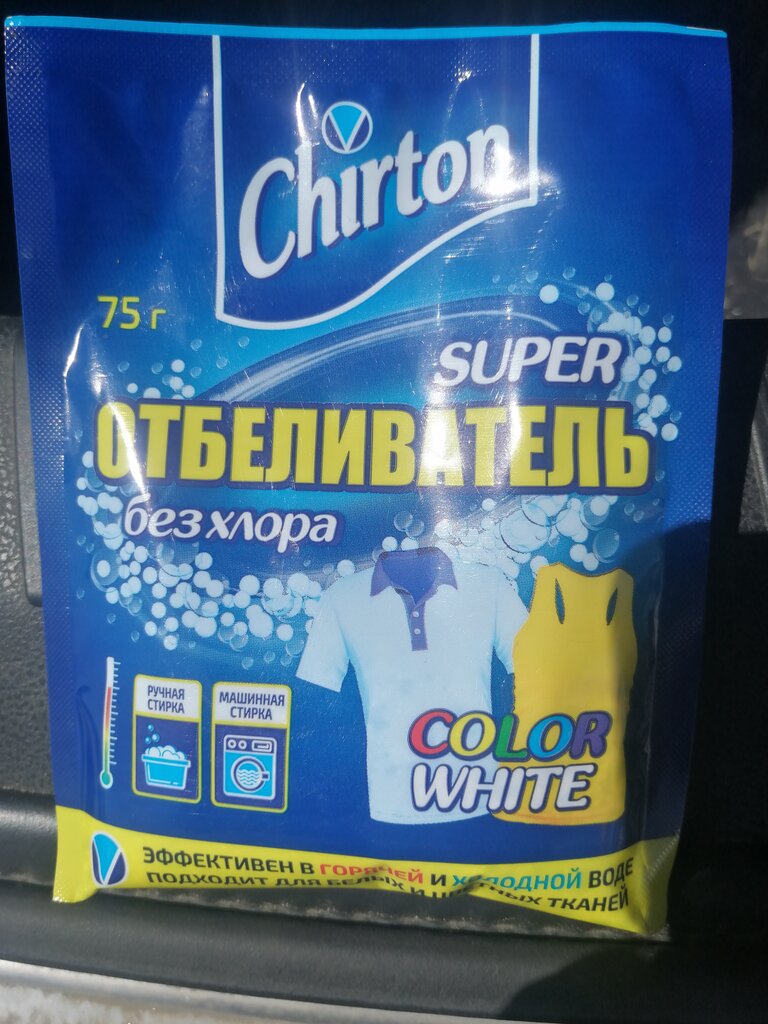 Chirton
75 г
SUPER
ОТБЕЛИВАТЕЛЬ
без хлора
РУЧНАЯ
СТИРКА
МАШИННАЯ
СТИРКА
COLOR
WHITE
ЭФФЕКТИВЕН В ГОРЯЧЕЙ И ХОЛОДНОЙ ВОДЕ
ПОДХОДИТ ДЛЯ БЕЛЫХ И ЦВЕТНЫХ ТКАНЕЙ